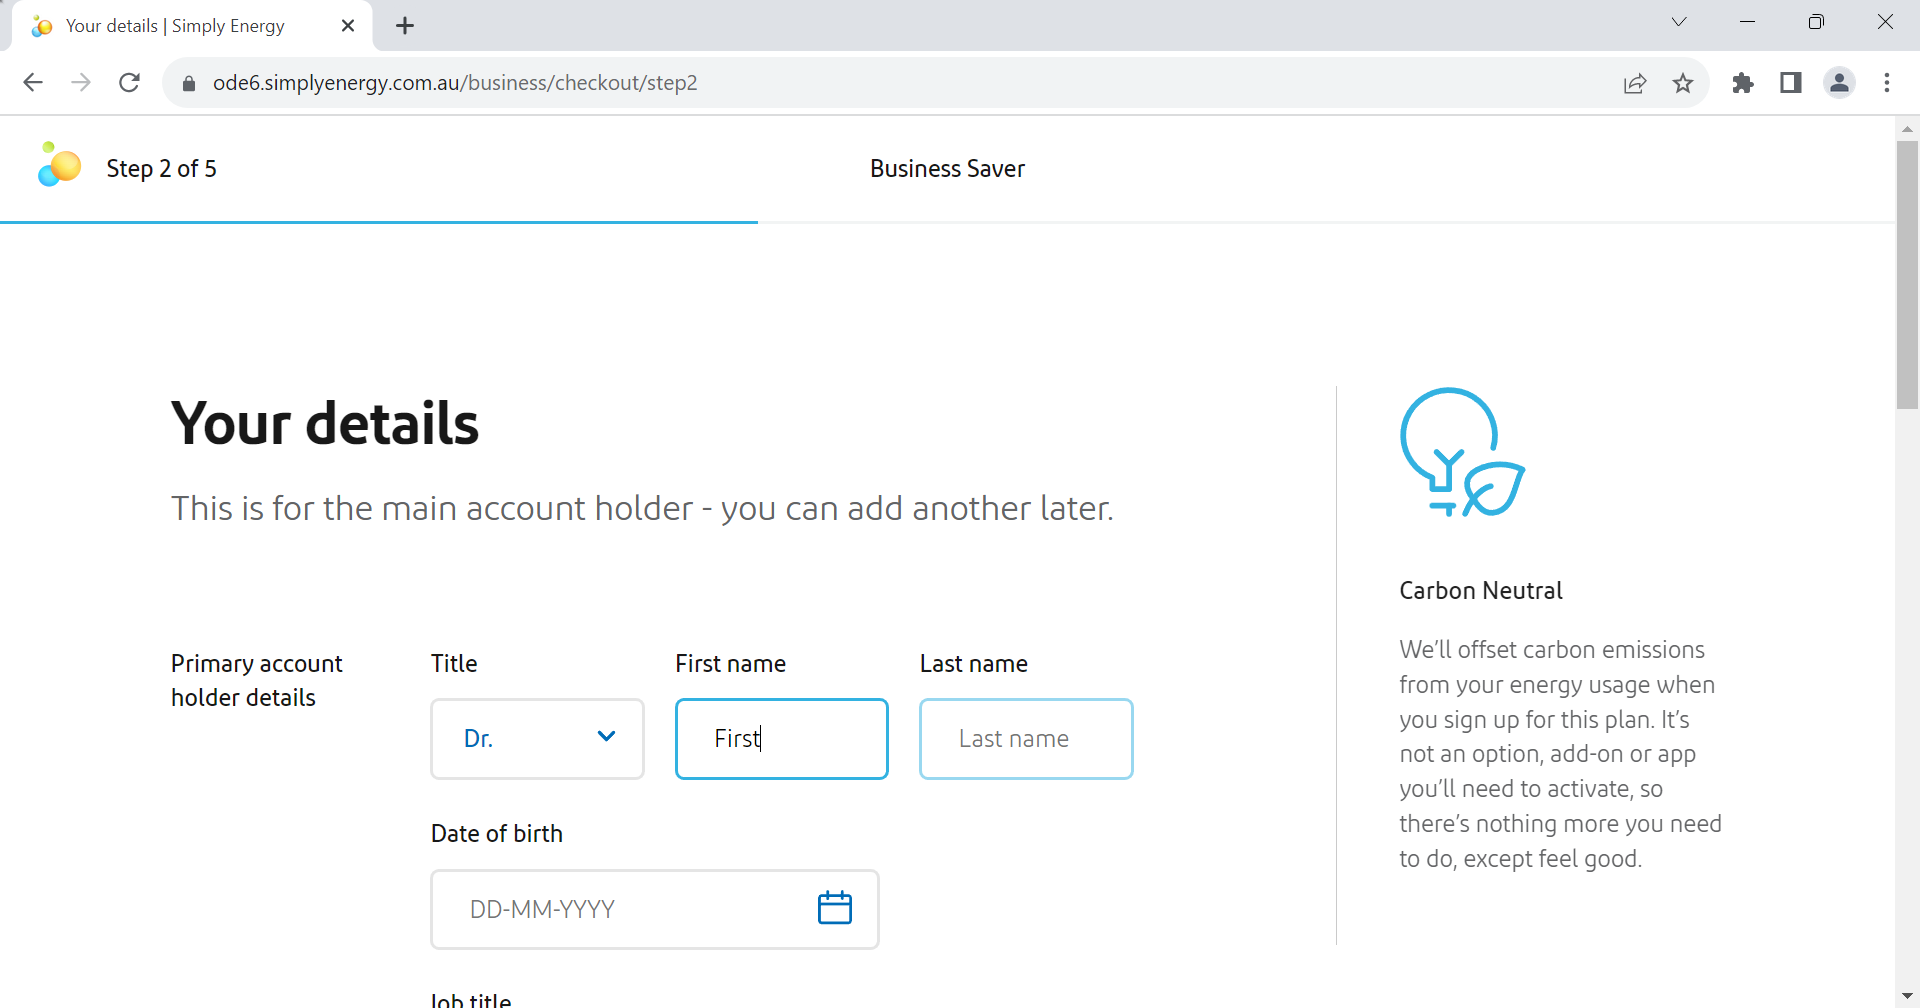 Your details | Simply Energy
ode6.simplyenergy.com.au/business/checkout/step2
Step 2 of 5
Business Saver
Your details
This is for the main account holder - you can add another later.
Primary account
holder details
Title
First name
Last name
Dr.
First
Last name
Date of birth
DD-MM-YYYY
Job title
Carbon Neutral
We'll offset carbon emissions
from your energy usage when
you sign up for this plan. It's
not an option, add-on or app
you'll need to activate, so
there's nothing more you need
to do, except feel good.